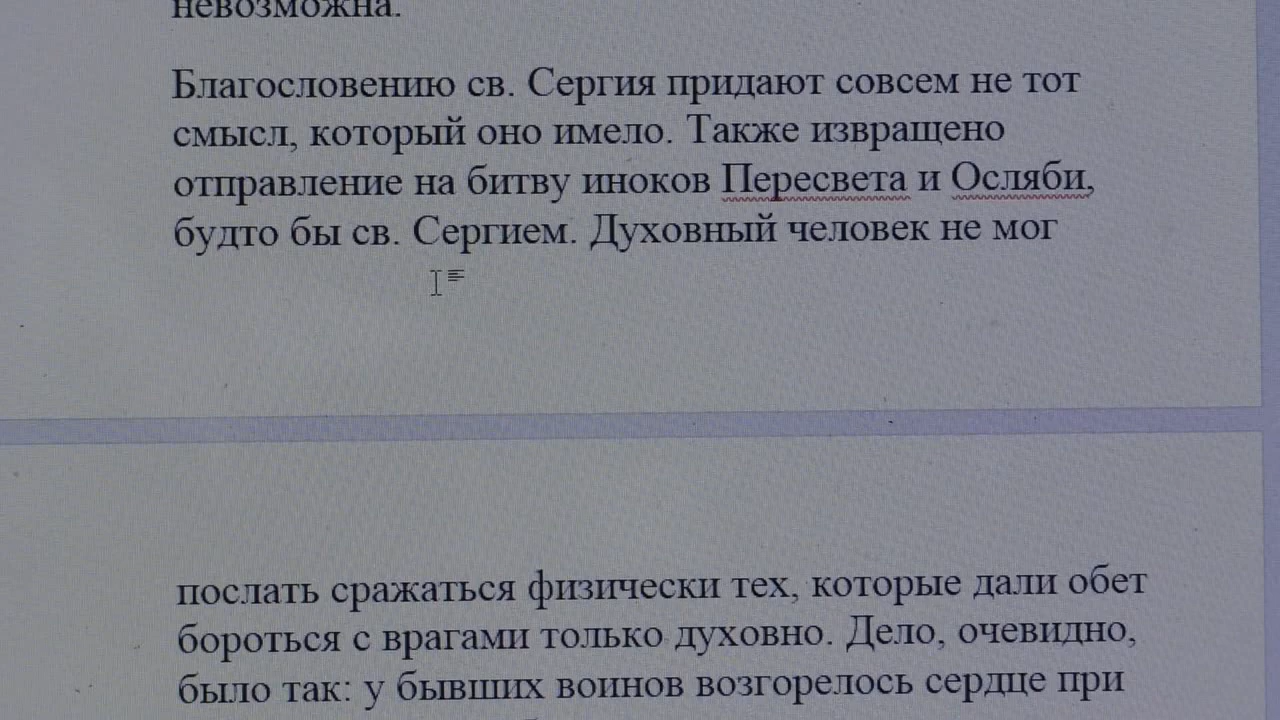 невозможна.
Благословению св. Сергия придают совсем не тот
смысл, который оно имело. Также извращено
отправление на битву иноков Пересвета и Осляби,
будто бы св. Сергием. Духовный человек не мог
послать сражаться физически тех, которые дали обет
бороться с врагами только духовно. Дело, очевидно,
было так: у бывших воинов возгорелось сердце при